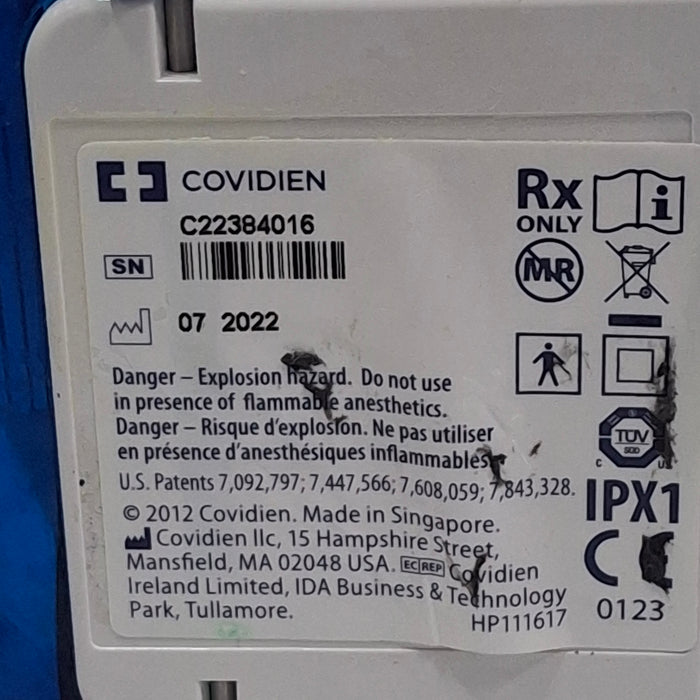 COVIDIEN
C22384016
SN
07 2022
Rx
ONLY
MR
i
Danger – Explosion hazard. Do not use
in presence of flammable anesthetics.
Danger – Risque d'explosion. Ne pas utiliser
en présence d'anesthésiques inflammables.
U.S. Patents 7,092,797; 7,447,566; 7,608,059; 7,843,328.
© 2012 Covidien. Made in Singapore.
Covidien llc, 15 Hampshire Street,
Mansfield, MA 02048 USA. EC REP Covidien
Ireland Limited, IDA Business & Technology
Park, Tullamore.
HP111617
TÜV
C US
IPX1
CE
0123